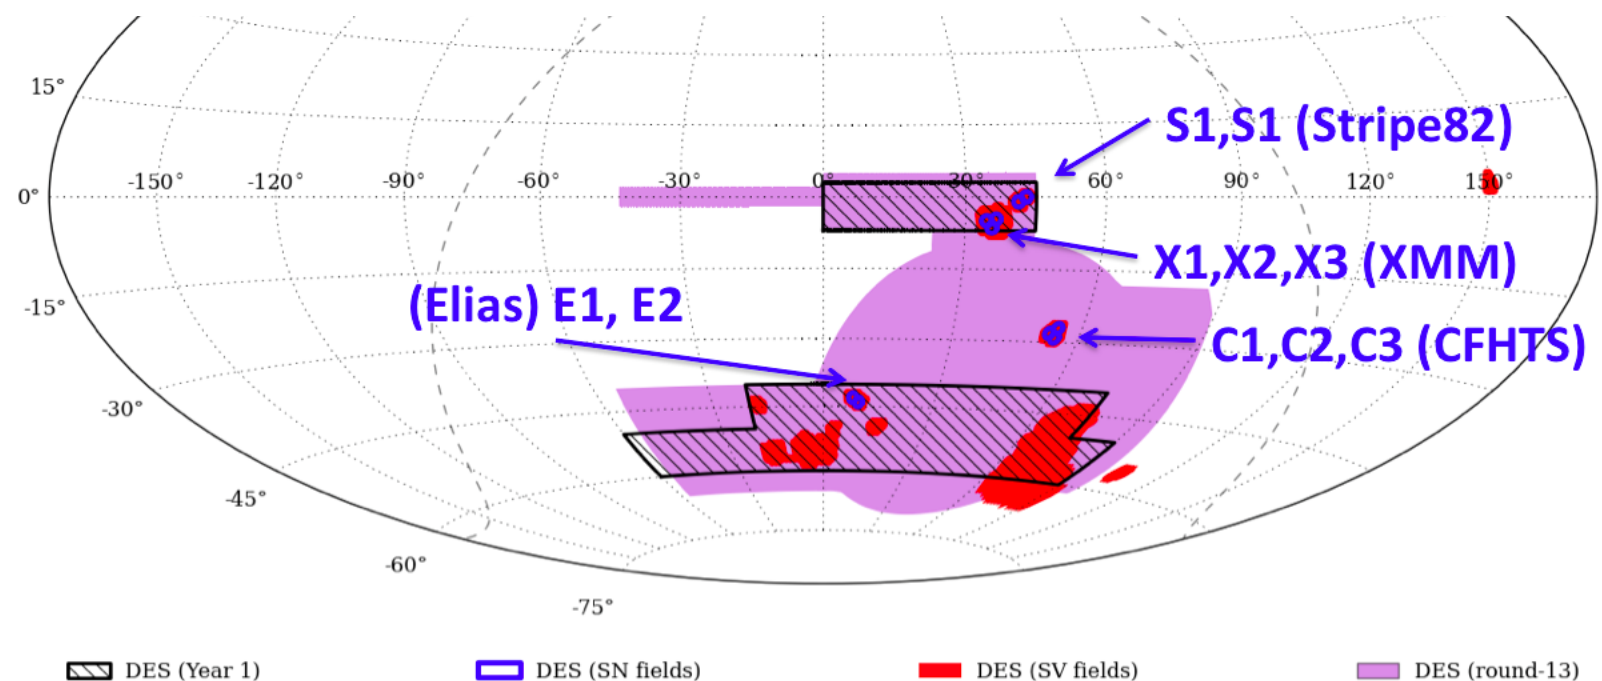 15°
S1,S1 (Stripe82)
-150° -120° -90° -60° -30° 0° 30° 60° 90° 120° 150°
0°
X1,X2,X3 (XMM)
(Elias) E1, E2
-15°
C1,C2,C3 (CFHTS)
-30°
-45°
-60°
-75°
DES (Year 1) DES (SN fields) DES (SV fields) DES (round-13)